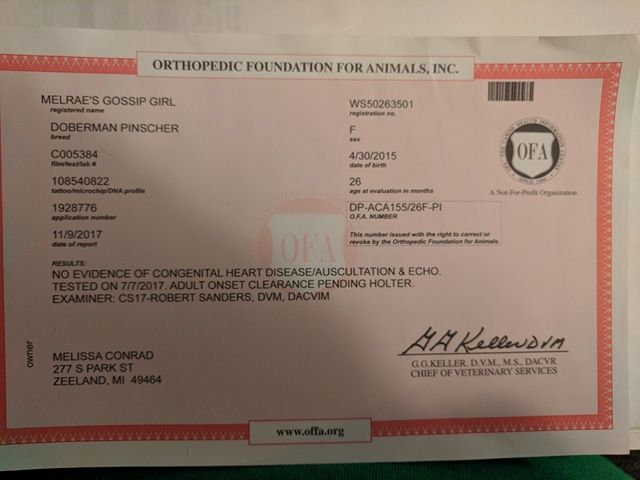 ORTHOPEDIC FOUNDATION FOR ANIMALS, INC.
MELRAE'S GOSSIP GIRL
registered name
WS50263501
registration no.
DOBERMAN PINSCHER
breed
F
sex
C005384
film/test/lab #
4/30/2015
date of birth
108540822
tattoo/microchip/DNA profile
26
age at evaluation in months
1928776
application number
DP-ACA155/26F-PI
O.F.A. NUMBER
11/9/2017
date of report
This number issued with the right to correct or
revoke by the Orthopedic Foundation for Animals.
OFA
A Not-For-Profit Organization
OFA
RESULTS:
NO EVIDENCE OF CONGENITAL HEART DISEASE/AUSCULTATION & ECHO.
TESTED ON 7/7/2017. ADULT ONSET CLEARANCE PENDING HOLTER.
EXAMINER: CS17-ROBERT SANDERS, DVM, DACVIM
owner
MELISSA CONRAD
277 S PARK ST
ZEELAND, MI 49464
GG Keller DVM
G.G.KELLER, D.V.M., M.S., DACVR
CHIEF OF VETERINARY SERVICES
www.offa.org